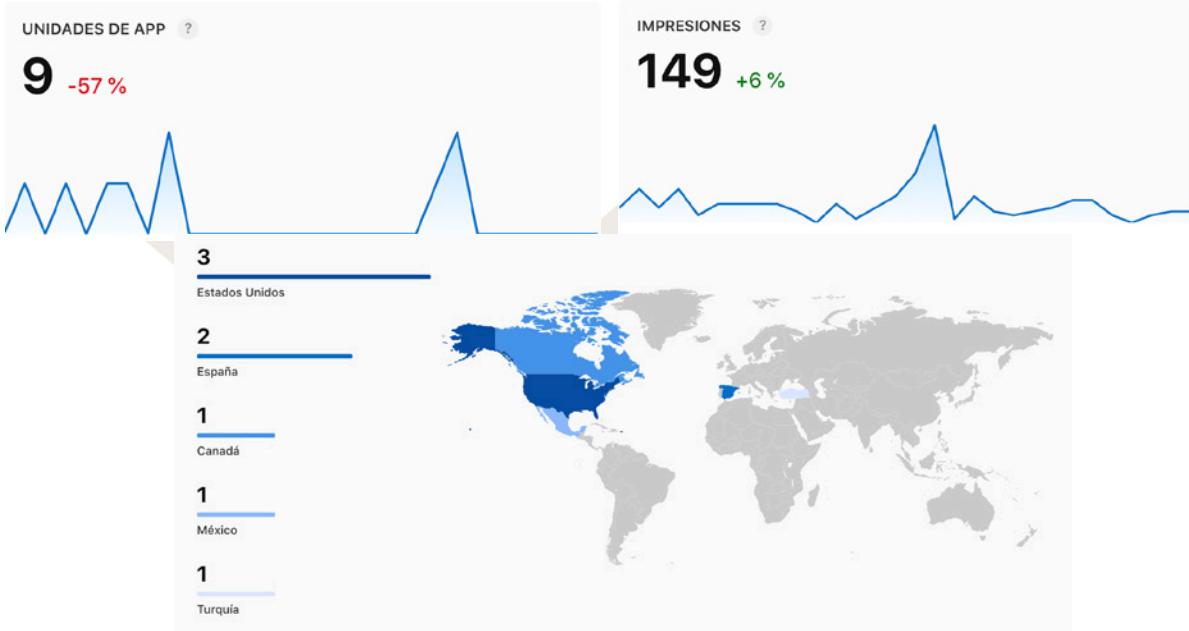 UNIDADES DE APP ?
9 -57 %
IMPRESIONES ?
149 +6 %
3
Estados Unidos
2
España
1
Canadá
1
México
1
Turquía